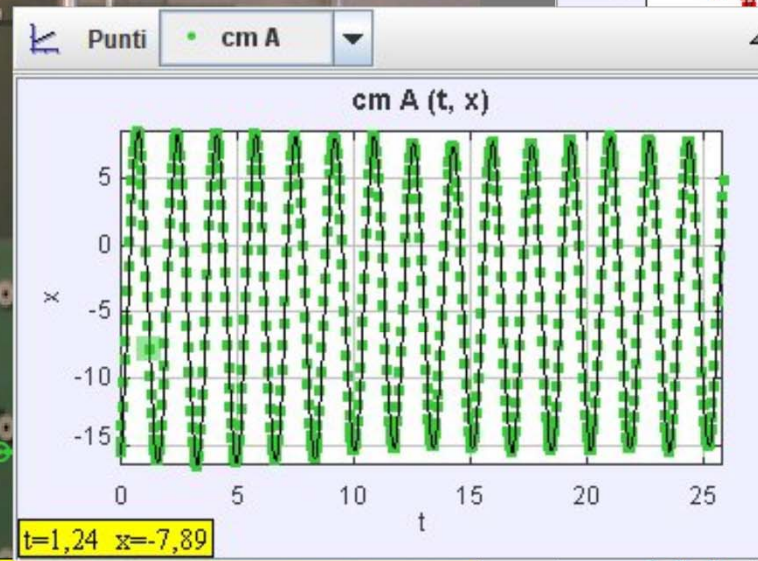 Punti cm A
cm A (t, x)
5
0
-5
-10
-15
x
0 5 10 15 20 25
t
t=1,24 x=-7,89